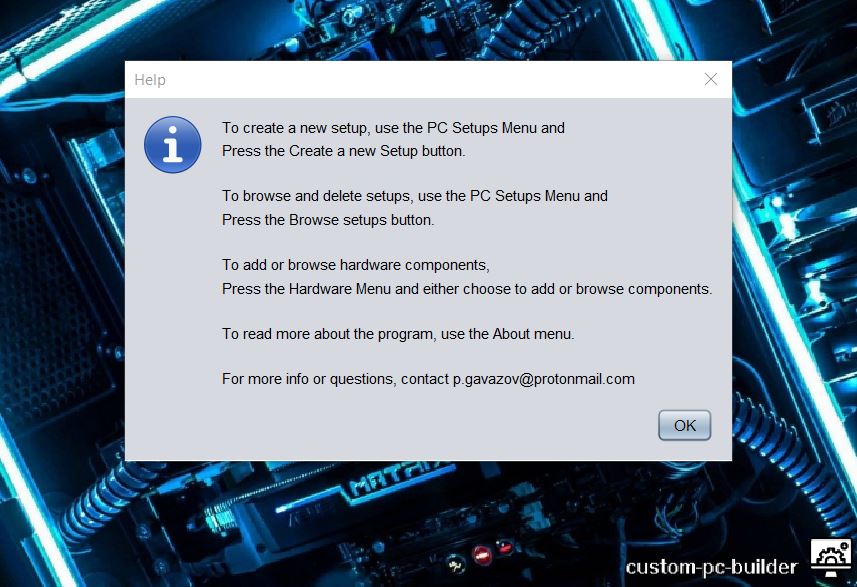 Help
To create a new setup, use the PC Setups Menu and
Press the Create a new Setup button.
To browse and delete setups, use the PC Setups Menu and
Press the Browse setups button.
To add or browse hardware components,
Press the Hardware Menu and either choose to add or browse components.
To read more about the program, use the About menu.
For more info or questions, contact p.gavazov@protonmail.com
OK
MATRIX
custom-pc-builder